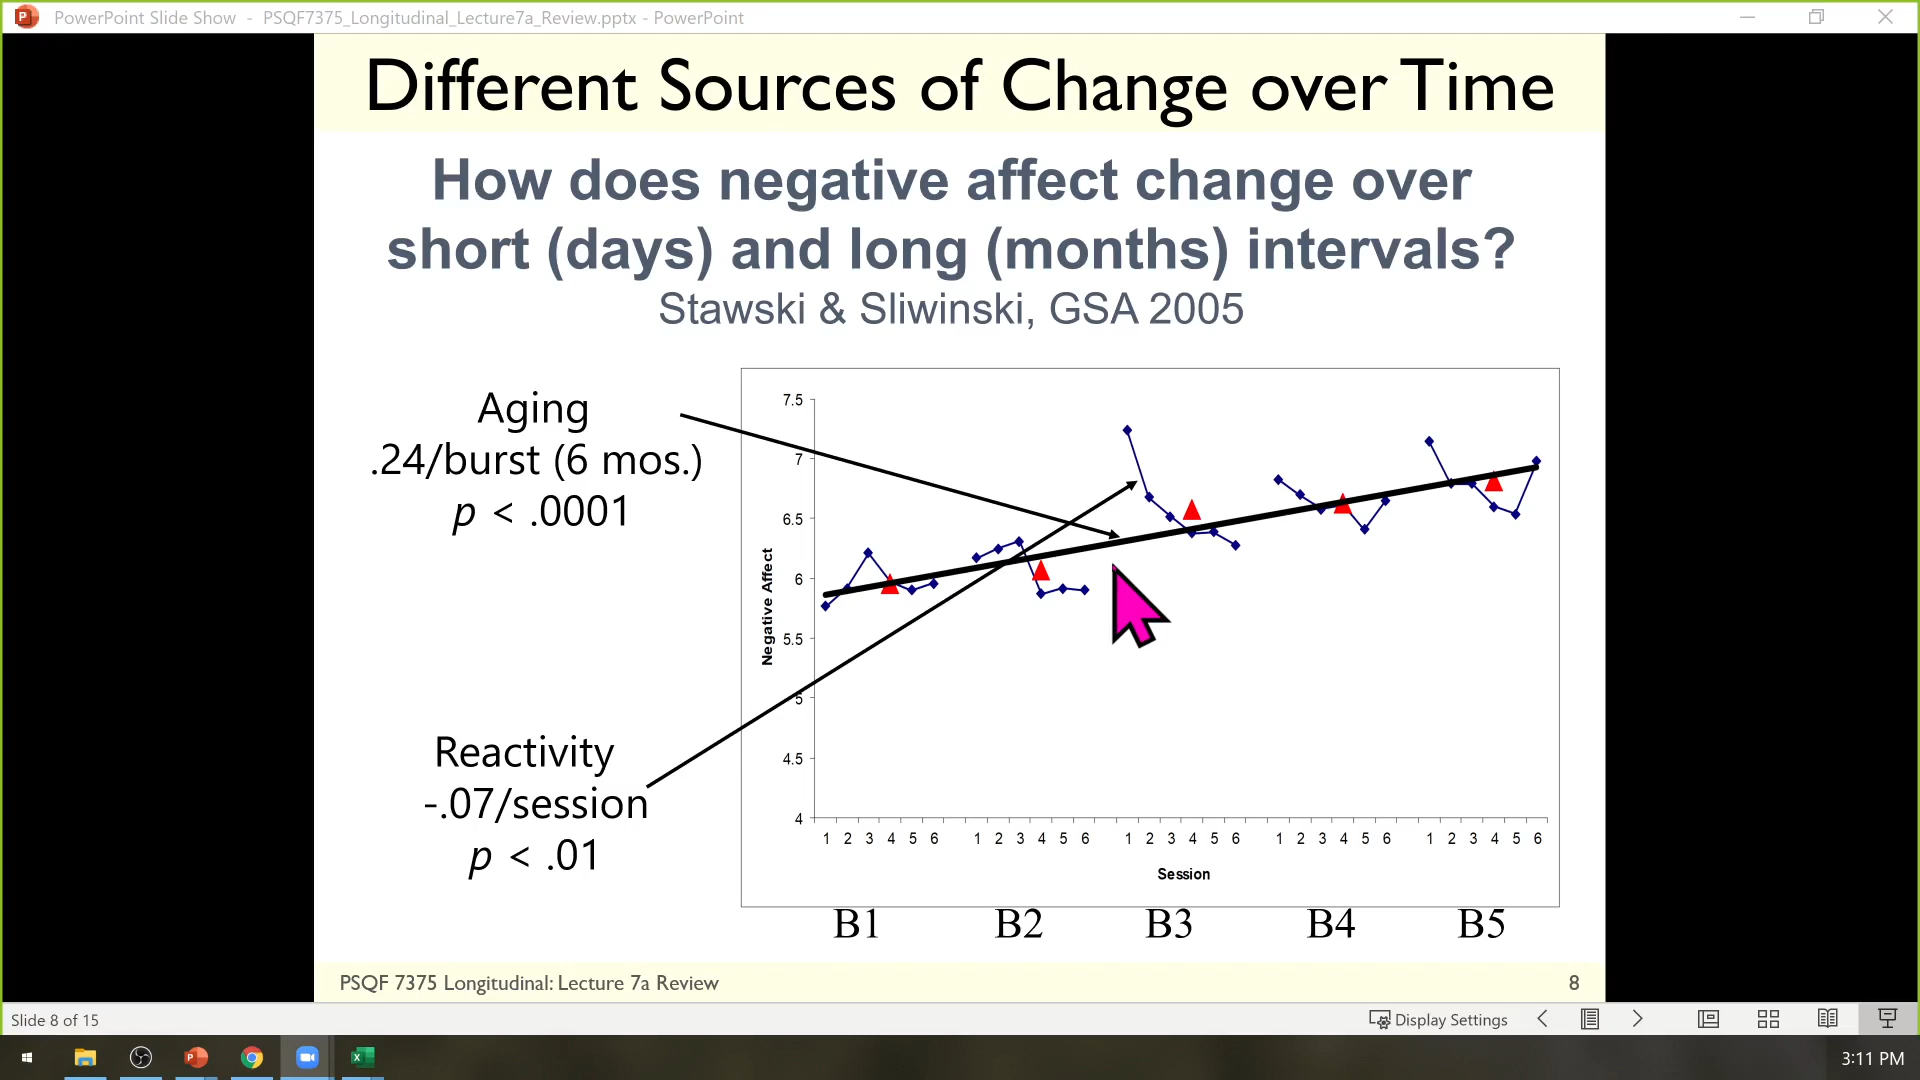 PowerPoint Slide Show - PSQF7375_Longitudinal_Lecture7a_Review.pptx - PowerPoint
Different Sources of Change over Time
How does negative affect change over
short (days) and long (months) intervals?
Stawski & Sliwinski, GSA 2005
Aging
.24/burst (6 mos.)
p < .0001
Reactivity
-.07/session
p < .01
7.5
7
6.5
6
5.5
5
4.5
4
Negative Affect
1 2 3 4 5 6 1 2 3 4 5 6 1 2 3 4 5 6 1 2 3 4 5 6 1 2 3 4 5 6
Session
B1 B2 B3 B4 B5
PSQF 7375 Longitudinal: Lecture 7a Review 8
Slide 8 of 15 Display Settings
3:11 PM